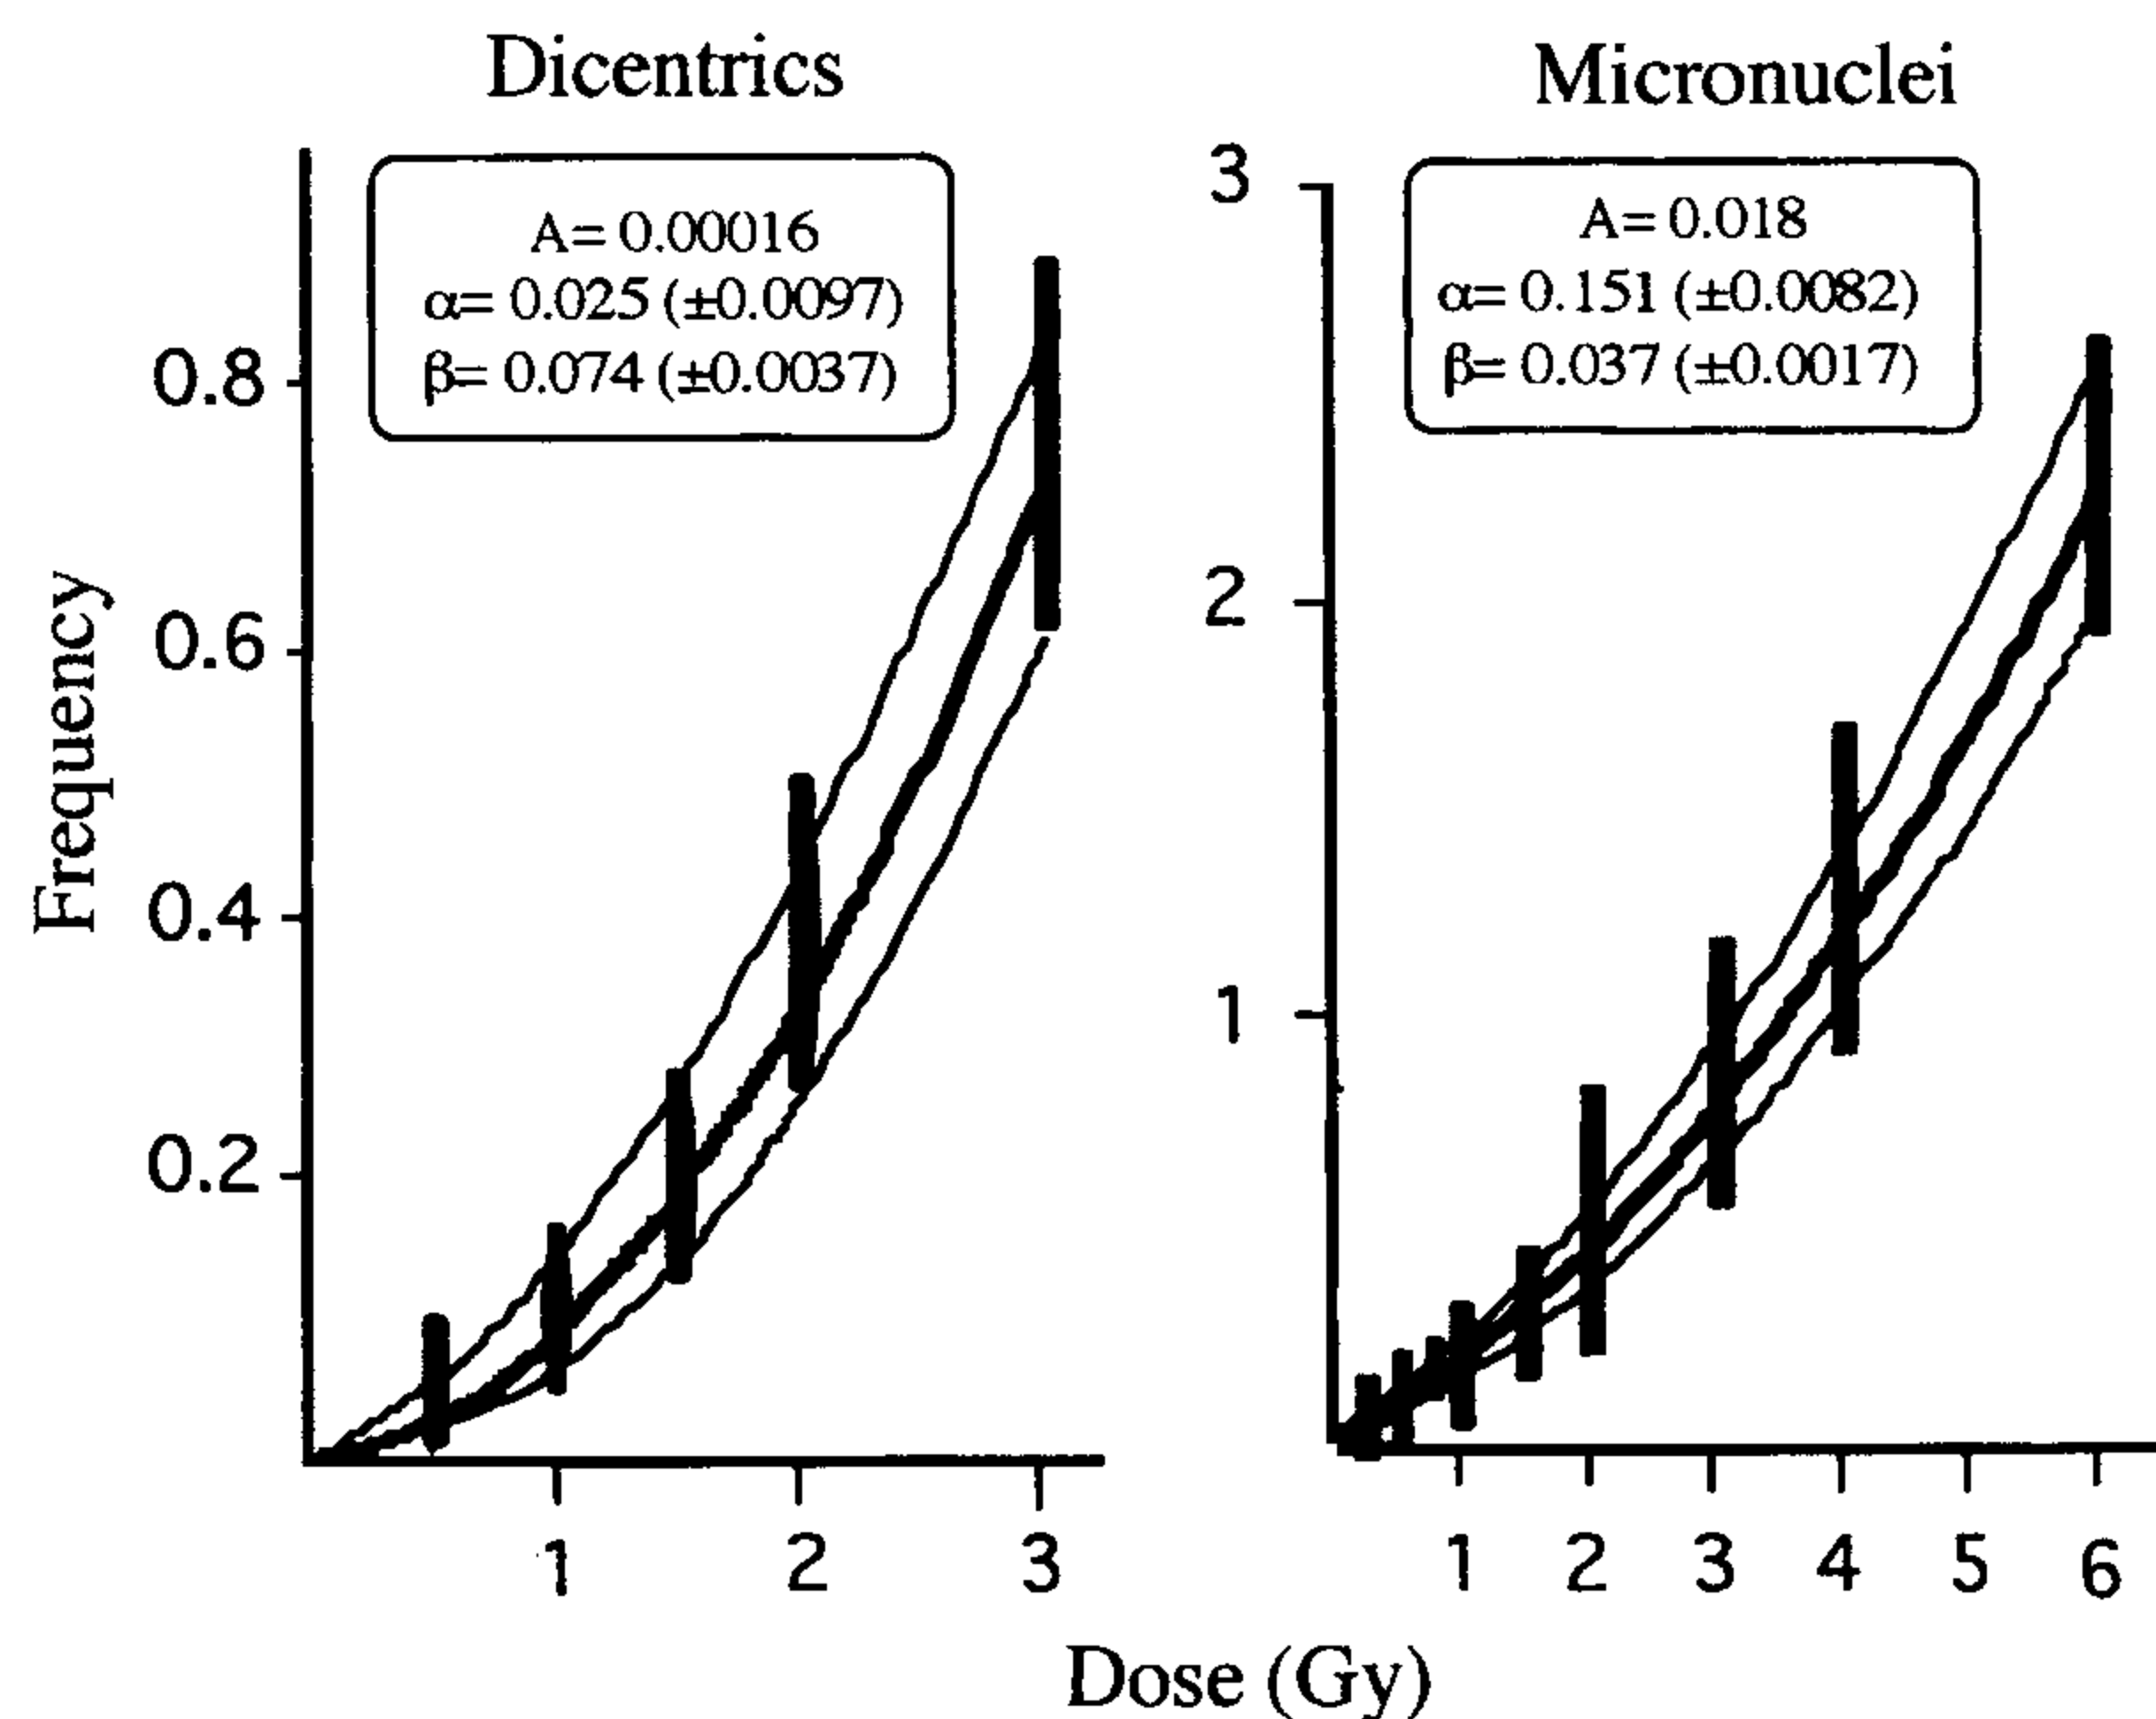 Dicentrics
A= 0.00016
α= 0.025 (±0.0097)
β= 0.074 (±0.0037)
0.8
0.6
0.4
0.2
Frequency
1 2 3
Micronuclei
A= 0.018
α= 0.151 (±0.0082)
β= 0.037 (±0.0017)
3
2
1
1 2 3 4 5 6
Dose (Gy)